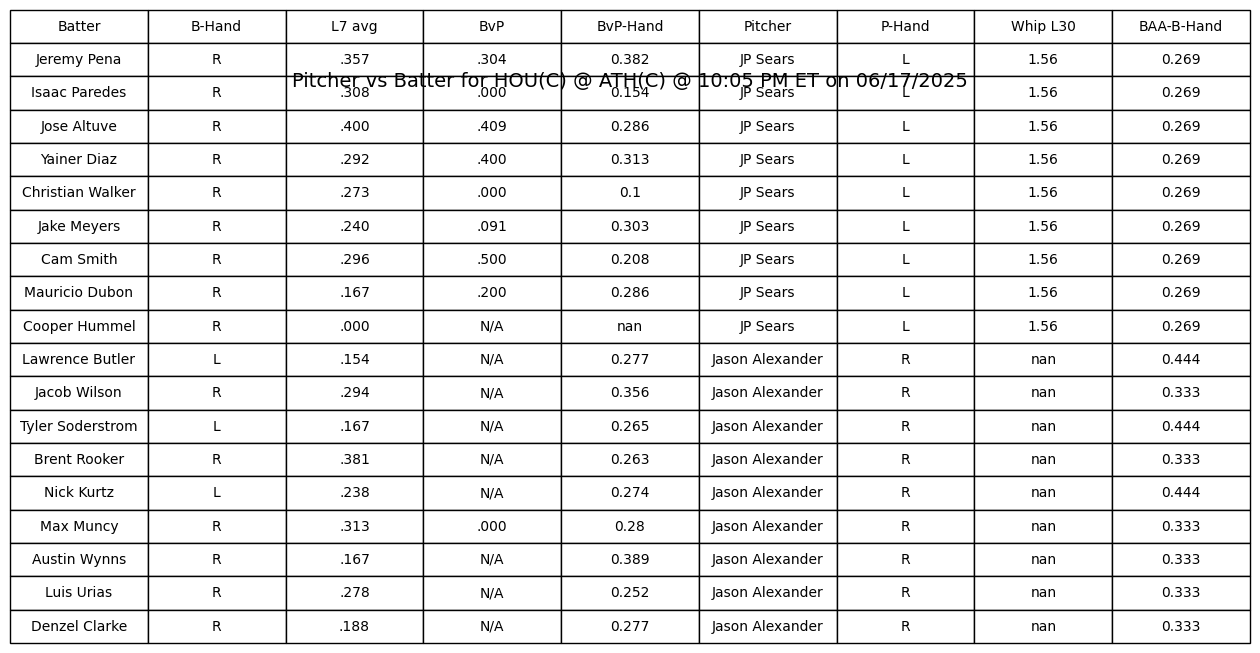 Batter B-Hand L7 avg BvP BvP-Hand Pitcher P-Hand Whip L30 BAA-B-Hand
Jeremy Pena R .357 .304 0.382 JP Sears L 1.56 0.269
Pitcher vs Batter for HOU(C) @ ATH(C) @ 10:05 PM ET on 06/17/2025
Isaac Paredes R .308 .000 0.154 JP Sears L 1.56 0.269
Jose Altuve R .400 .409 0.286 JP Sears L 1.56 0.269
Yainer Diaz R .292 .400 0.313 JP Sears L 1.56 0.269
Christian Walker R .273 .000 0.1 JP Sears L 1.56 0.269
Jake Meyers R .240 .091 0.303 JP Sears L 1.56 0.269
Cam Smith R .296 .500 0.208 JP Sears L 1.56 0.269
Mauricio Dubon R .167 .200 0.286 JP Sears L 1.56 0.269
Cooper Hummel R .000 N/A nan JP Sears L 1.56 0.269
Lawrence Butler L .154 N/A 0.277 Jason Alexander R nan 0.444
Jacob Wilson R .294 N/A 0.356 Jason Alexander R nan 0.333
Tyler Soderstrom L .167 N/A 0.265 Jason Alexander R nan 0.444
Brent Rooker R .381 N/A 0.263 Jason Alexander R nan 0.333
Nick Kurtz L .238 N/A 0.274 Jason Alexander R nan 0.444
Max Muncy R .313 .000 0.28 Jason Alexander R nan 0.333
Austin Wynns R .167 N/A 0.389 Jason Alexander R nan 0.333
Luis Urias R .278 N/A 0.252 Jason Alexander R nan 0.333
Denzel Clarke R .188 N/A 0.277 Jason Alexander R nan 0.333